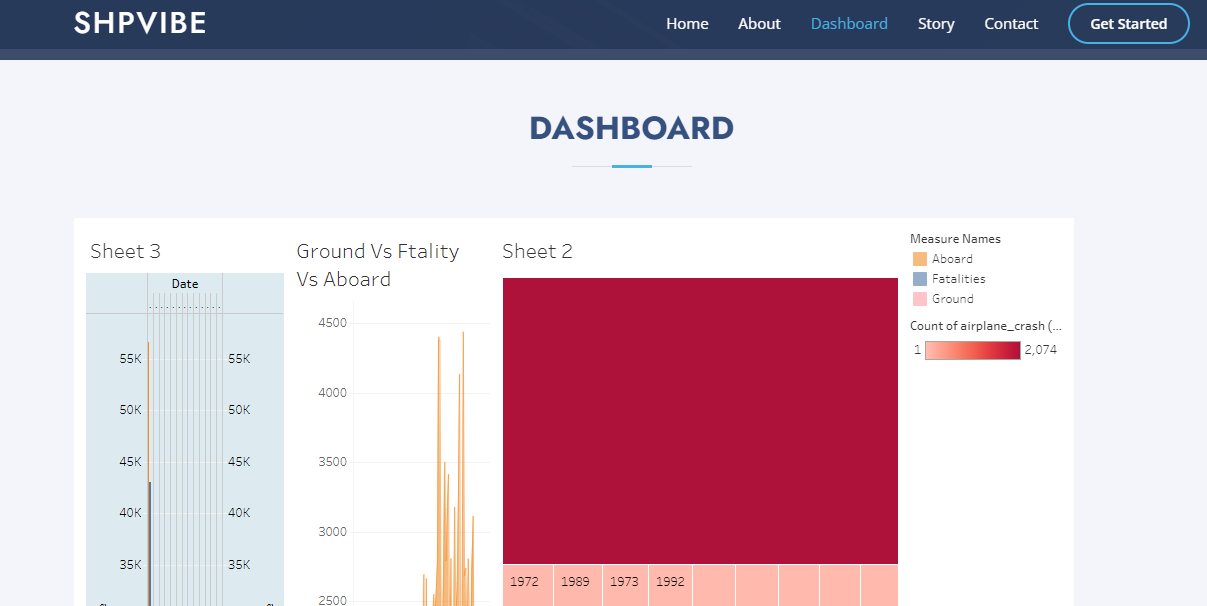 SHPVIBE
Home
About
Dashboard
Story
Contact
Get Started
DASHBOARD
Sheet 3
Date
55K
50K
45K
40K
35K
55K
50K
45K
40K
35K
Ground Vs Ftality
Vs Aboard
4500
4000
3500
3000
2500
Sheet 2
1972
1989
1973
1992
Measure Names
Aboard
Fatalities
Ground
Count of airplane_crash (...
1
2,074